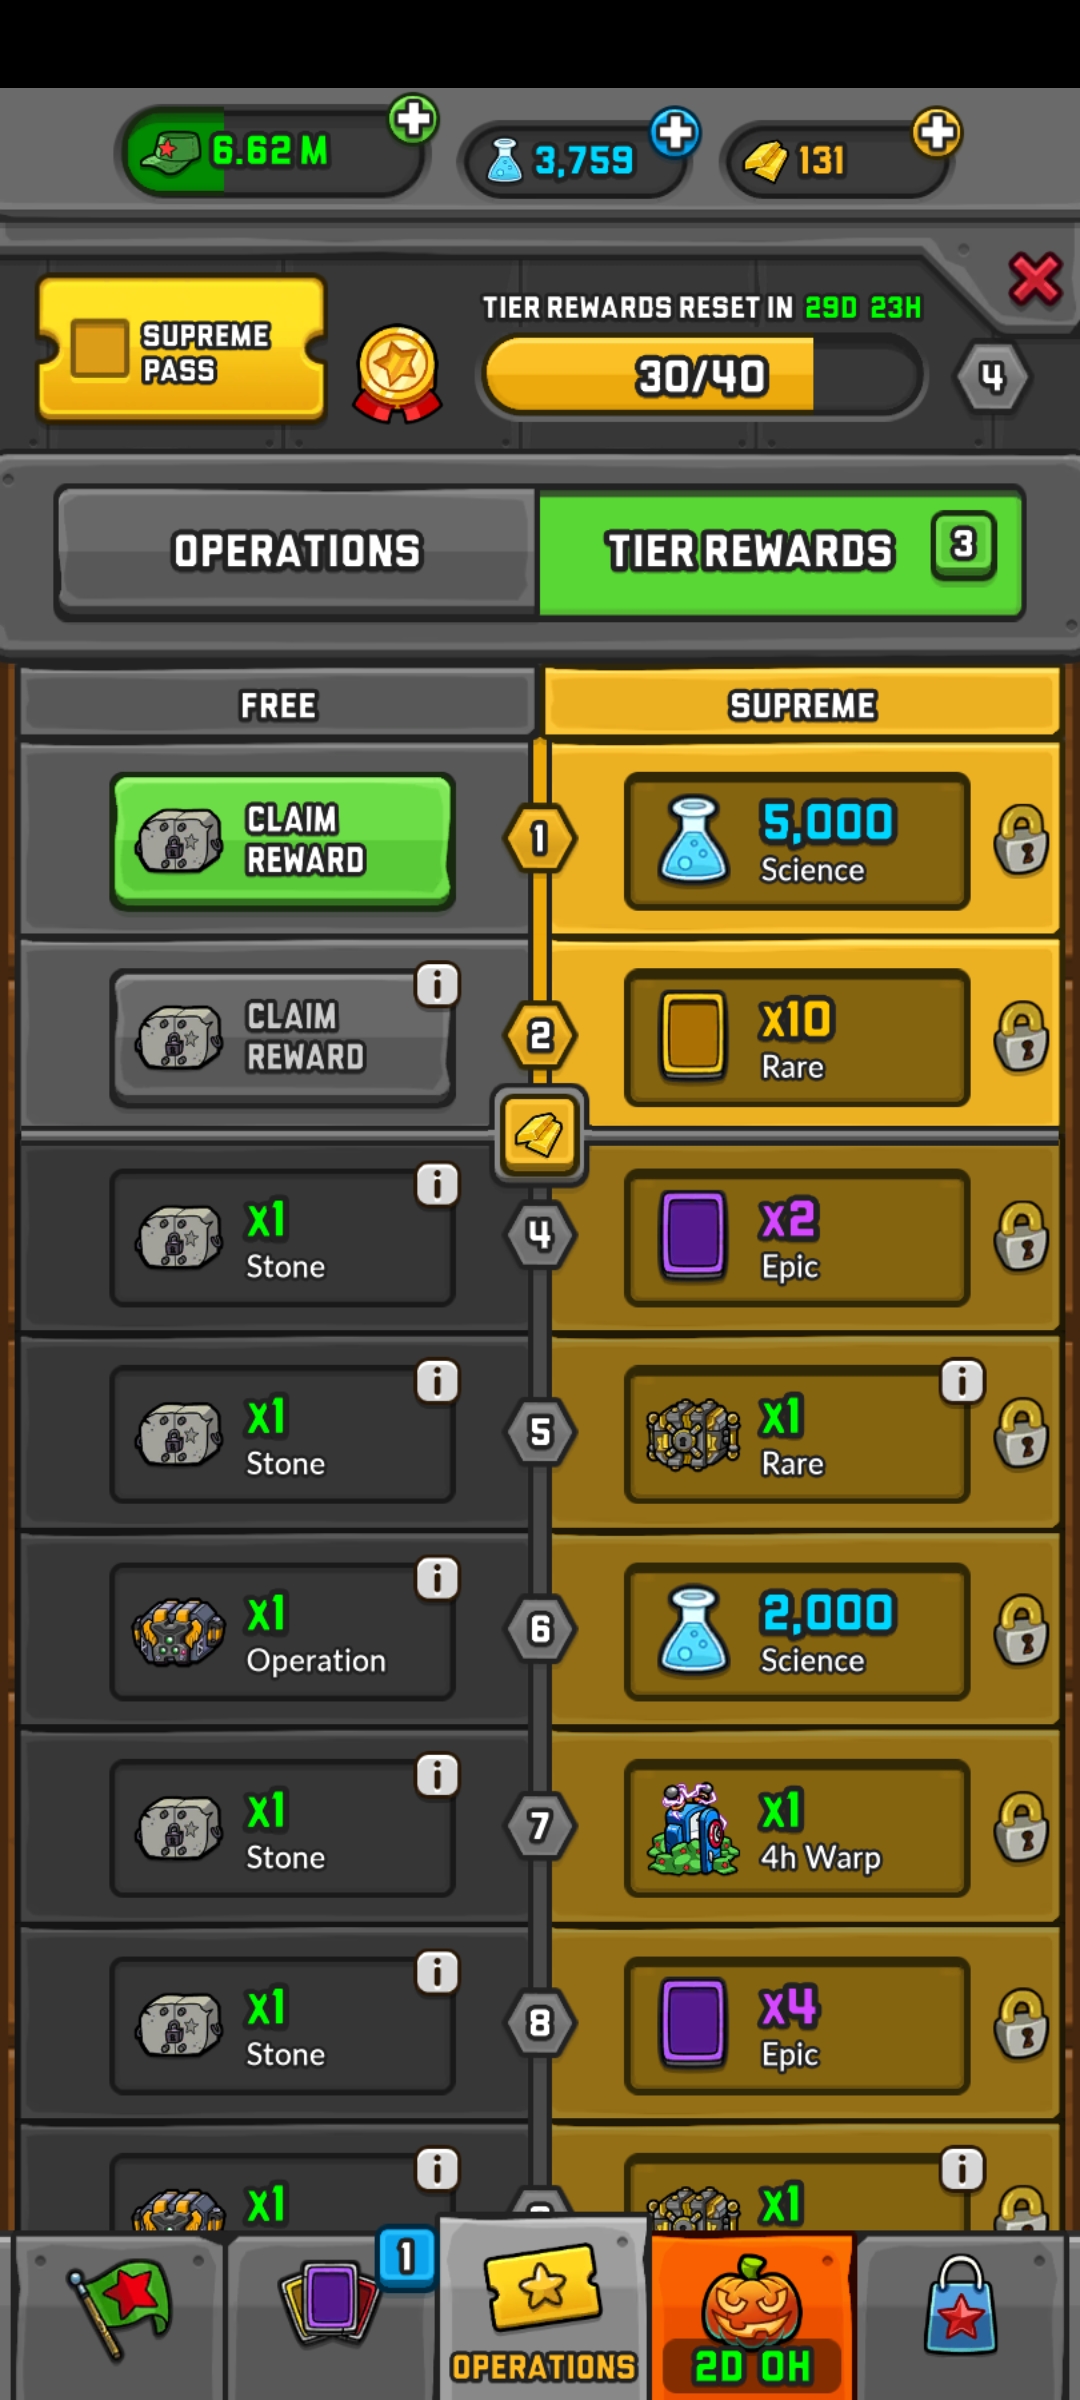 6.62 M
3,759
131
SUPREME
PASS
TIER REWARDS RESET IN 29D 23H
30/40
4
OPERATIONS
TIER REWARDS
3
FREE
SUPREME
CLAIM
REWARD
1
5,000
Science
CLAIM
REWARD
i
2
x10
Rare
x1
Stone
i
4
x2
Epic
x1
Stone
i
5
x1
Rare
i
x1
Operation
i
6
2,000
Science
x1
Stone
i
7
x1
4h Warp
x1
Stone
i
8
x4
Epic
x1
i
x1
i
1
OPERATIONS
2D 0H